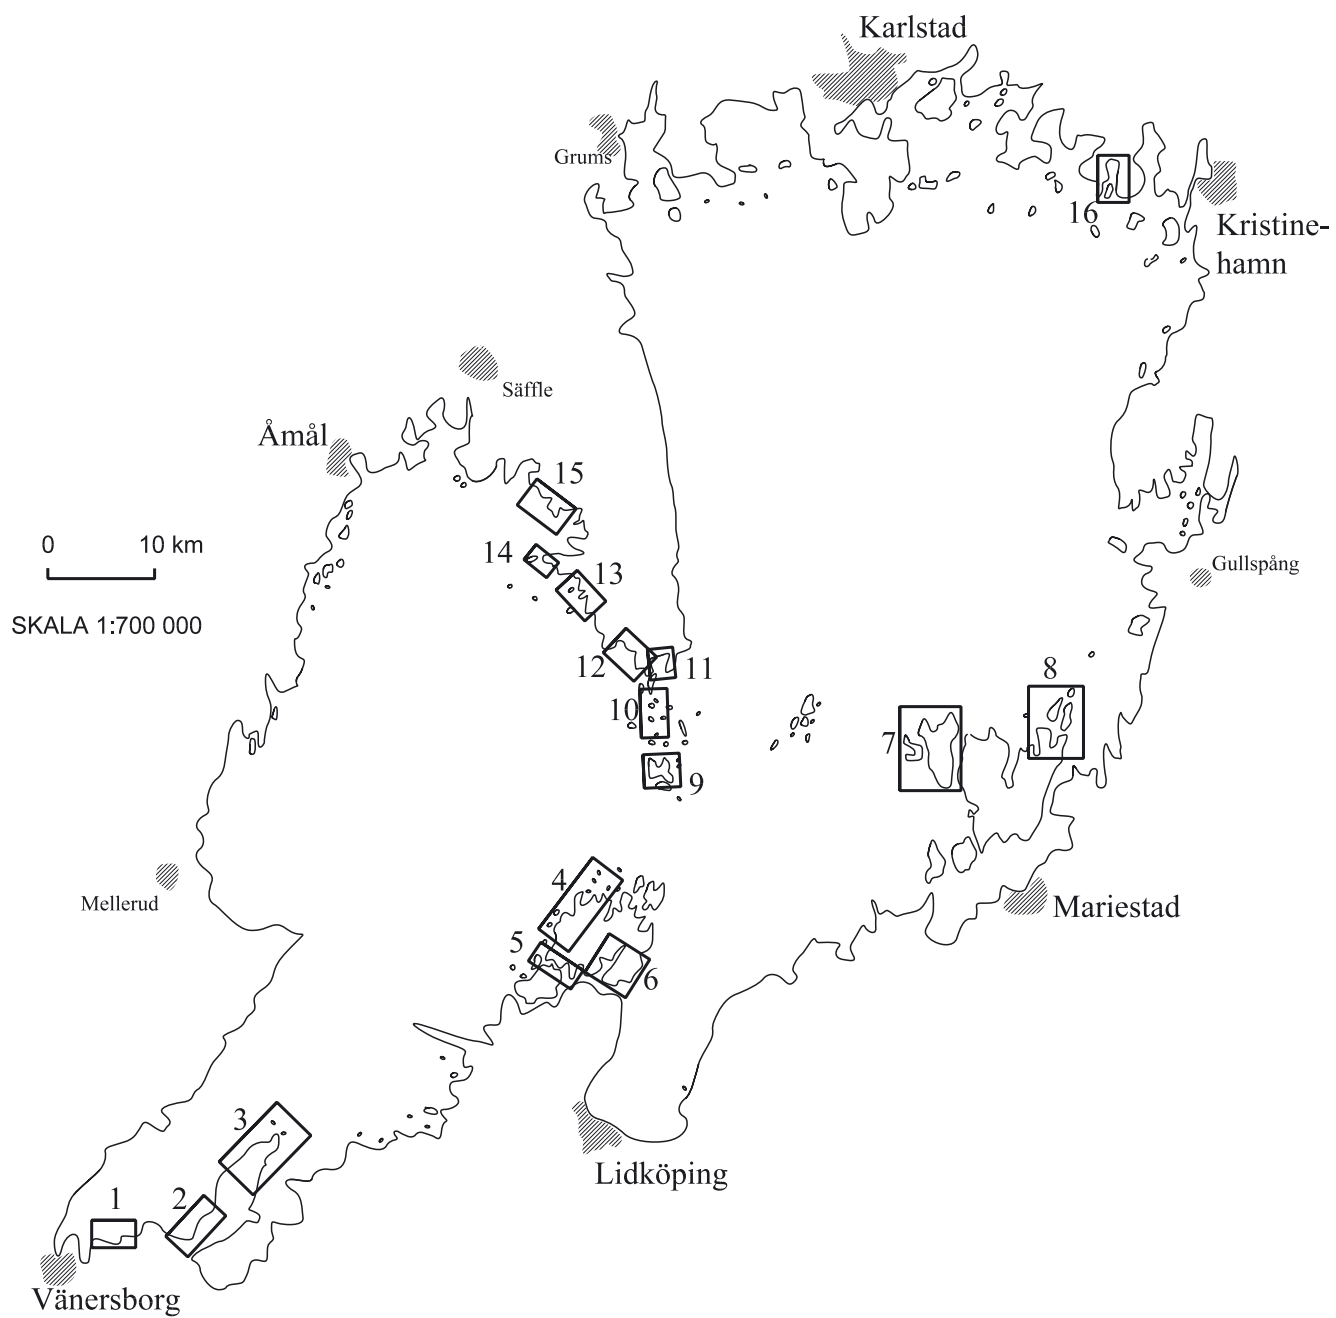 Karlstad
Grums
16
Kristine-
hamn
Säffle
Åmål
15
0 10 km
14
13
Gullspång
SKALA 1:700 000
12
11
8
10
7
9
4
Mellerud
Mariestad
5
6
3
Lidköping
1
2
Vänersborg